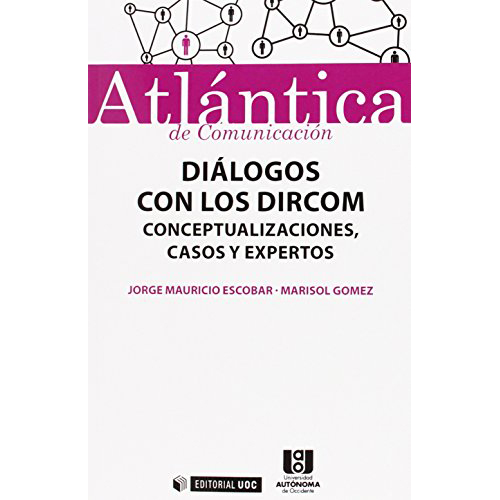 Atlántica
de Comunicación
DIÁLOGOS
CON LOS DIRCOM
CONCEPTUALIZACIONES,
CASOS Y EXPERTOS
JORGE MAURICIO ESCOBAR · MARISOL GOMEZ
EDITORIAL UOC
Universidad
AUTÓNOMA
de Occidente